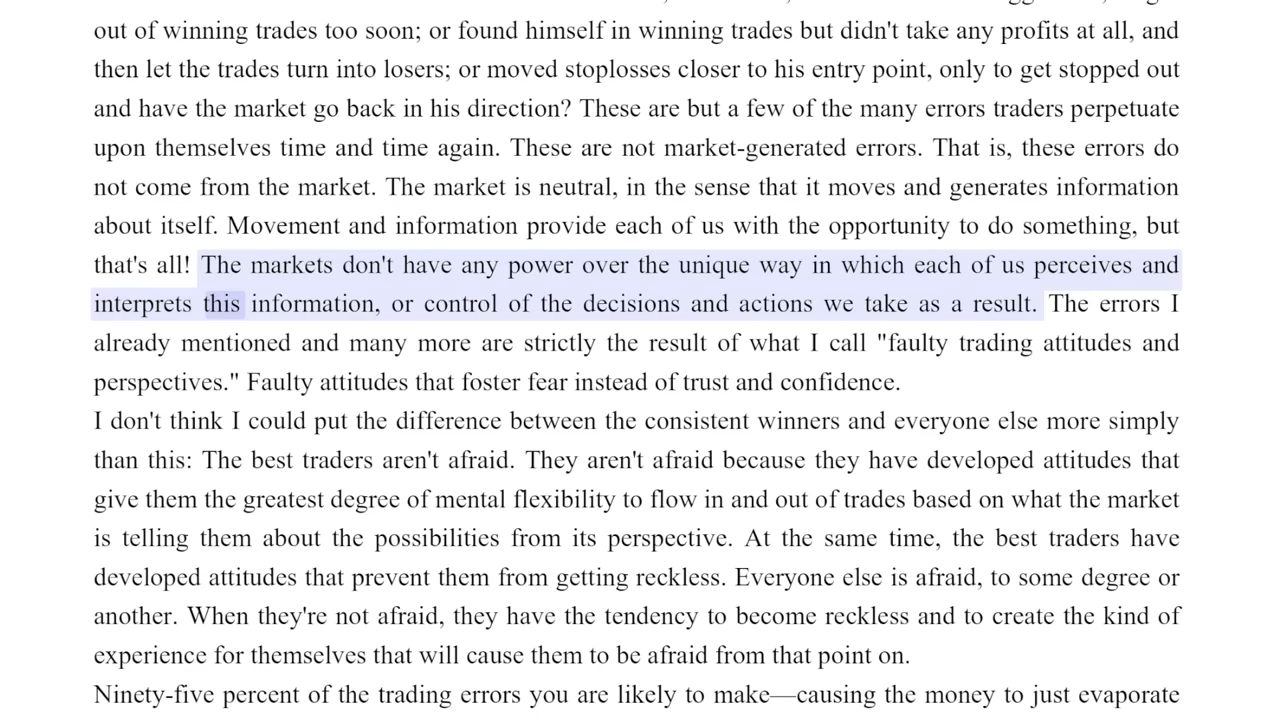 out of winning trades too soon; or found himself in winning trades but didn't take any profits at all, and
then let the trades turn into losers; or moved stoplosses closer to his entry point, only to get stopped out
and have the market go back in his direction? These are but a few of the many errors traders perpetuate
upon themselves time and time again. These are not market-generated errors. That is, these errors do
not come from the market. The market is neutral, in the sense that it moves and generates information
about itself. Movement and information provide each of us with the opportunity to do something, but
that's all! The markets don't have any power over the unique way in which each of us perceives and
interprets this information, or control of the decisions and actions we take as a result. The errors I
already mentioned and many more are strictly the result of what I call "faulty trading attitudes and
perspectives." Faulty attitudes that foster fear instead of trust and confidence.
I don't think I could put the difference between the consistent winners and everyone else more simply
than this: The best traders aren't afraid. They aren't afraid because they have developed attitudes that
give them the greatest degree of mental flexibility to flow in and out of trades based on what the market
is telling them about the possibilities from its perspective. At the same time, the best traders have
developed attitudes that prevent them from getting reckless. Everyone else is afraid, to some degree or
another. When they're not afraid, they have the tendency to become reckless and to create the kind of
experience for themselves that will cause them to be afraid from that point on.
Ninety-five percent of the trading errors you are likely to make—causing the money to just evaporate